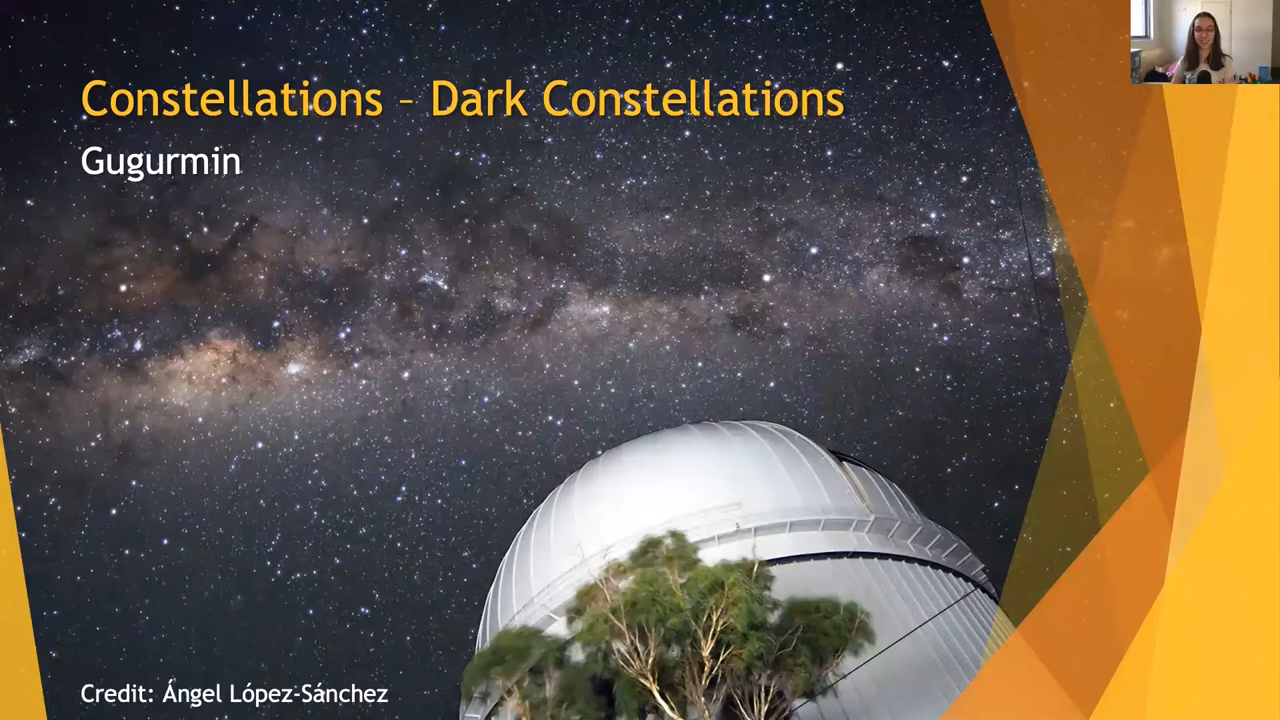 Constellations – Dark Constellations
Gugurmin
Credit: Ángel López-Sánchez